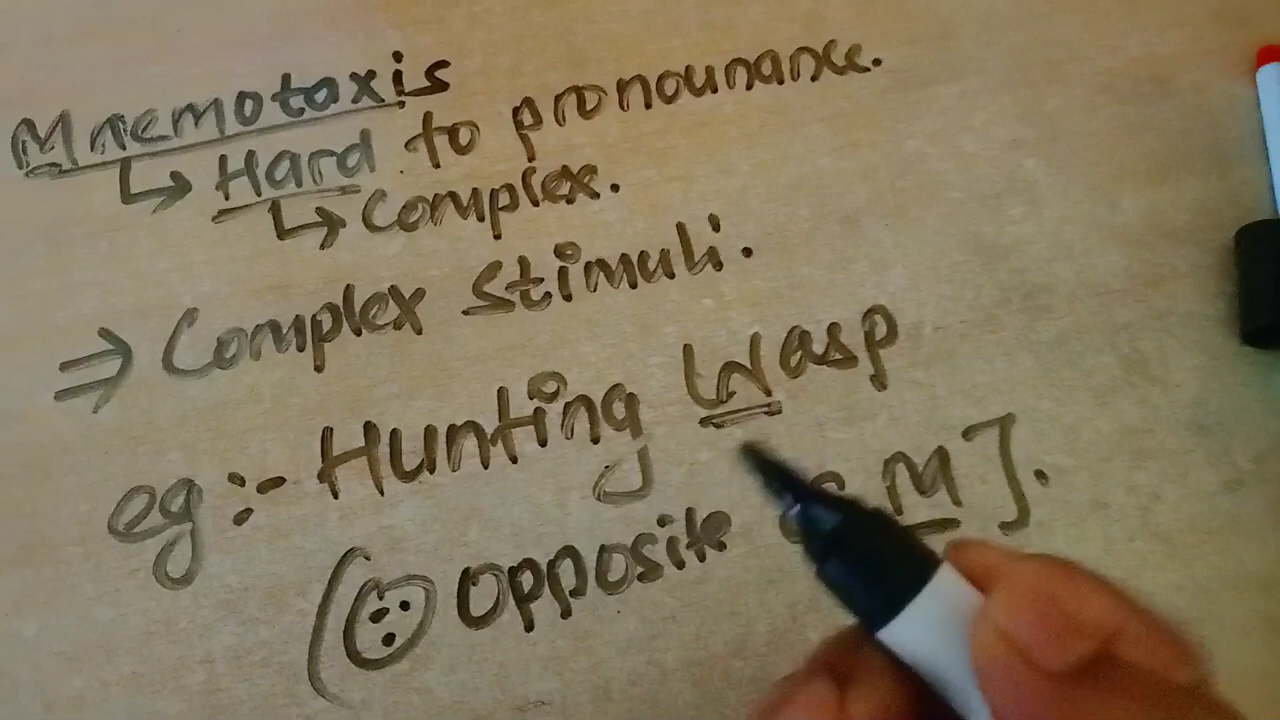 Mnemotaxis
↳ Hard to pronounance.
↳ Complex.
⇒ Complex Stimuli.
eg:- Hunting Wasp
(∵ Opposite M].